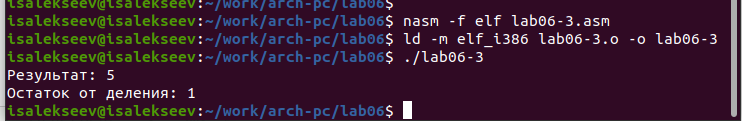 isalekseev@isalekseev:~/work/arch-pc/lab06$
isalekseev@isalekseev:~/work/arch-pc/lab06$ nasm -f elf lab06-3.asm
isalekseev@isalekseev:~/work/arch-pc/lab06$ ld -m elf_i386 lab06-3.o -o lab06-3
isalekseev@isalekseev:~/work/arch-pc/lab06$ ./lab06-3
Результат: 5
Остаток от деления: 1
isalekseev@isalekseev:~/work/arch-pc/lab06$